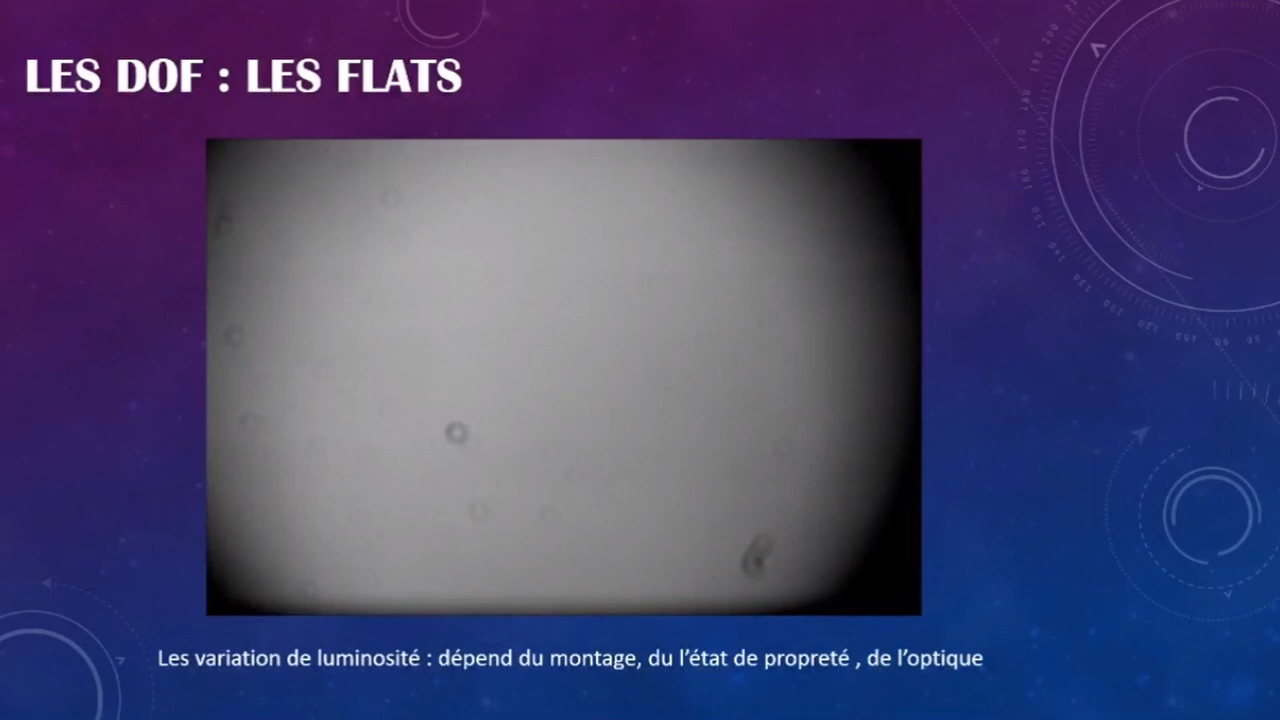 LES DOF : LES FLATS
Les variation de luminosité : dépend du montage, du l’état de propreté , de l’optique